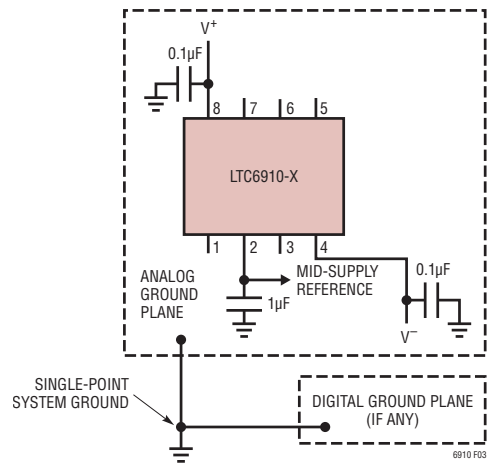 V+
0.1µF
8
7
6
5
LTC6910-X
1
2
3
4
MID-SUPPLY
REFERENCE
0.1µF
ANALOG
GROUND
PLANE
1µF
V–
SINGLE-POINT
SYSTEM GROUND
DIGITAL GROUND PLANE
(IF ANY)
6910 F03